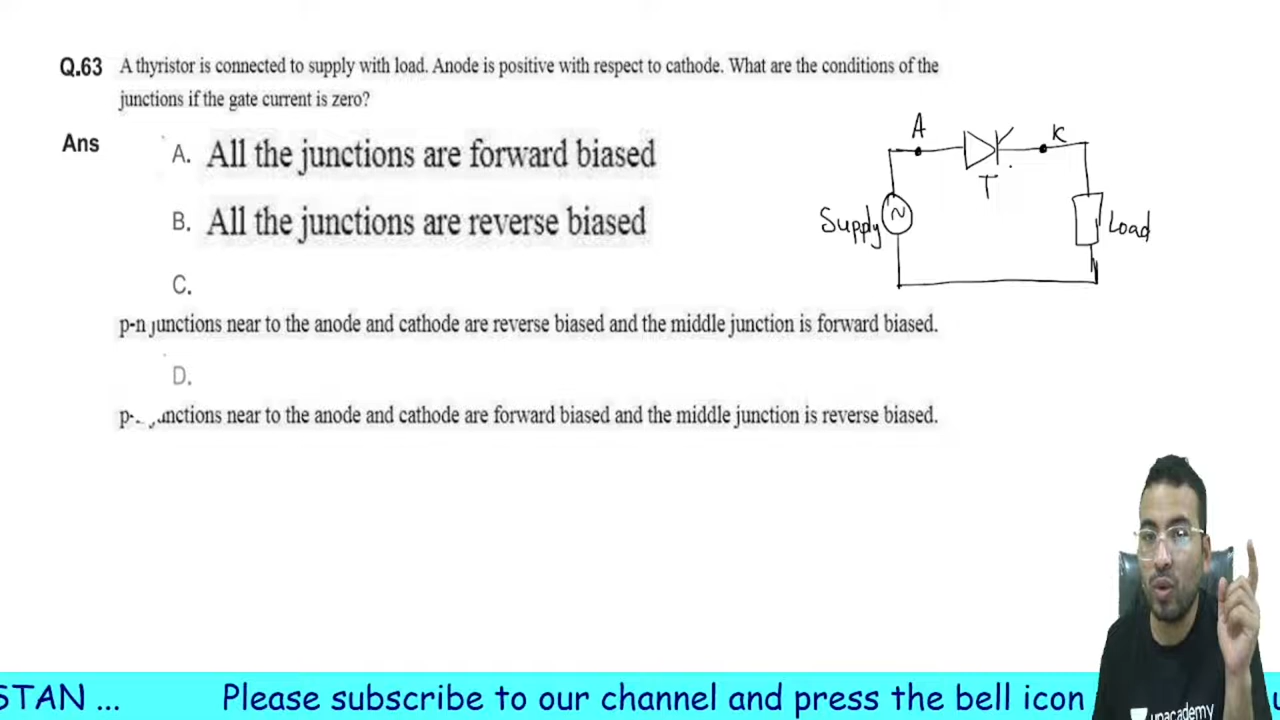 Q.63 A thyristor is connected to supply with load. Anode is positive with respect to cathode. What are the conditions of the
junctions if the gate current is zero?
Ans
A. All the junctions are forward biased
B. All the junctions are reverse biased
C.
p-n junctions near to the anode and cathode are reverse biased and the middle junction is forward biased.
D.
junctions near to the anode and cathode are forward biased and the middle junction is reverse biased.
A
K
T
Supply
Load
unacademy
STAN ... Please subscribe to our channel and press the bell icon